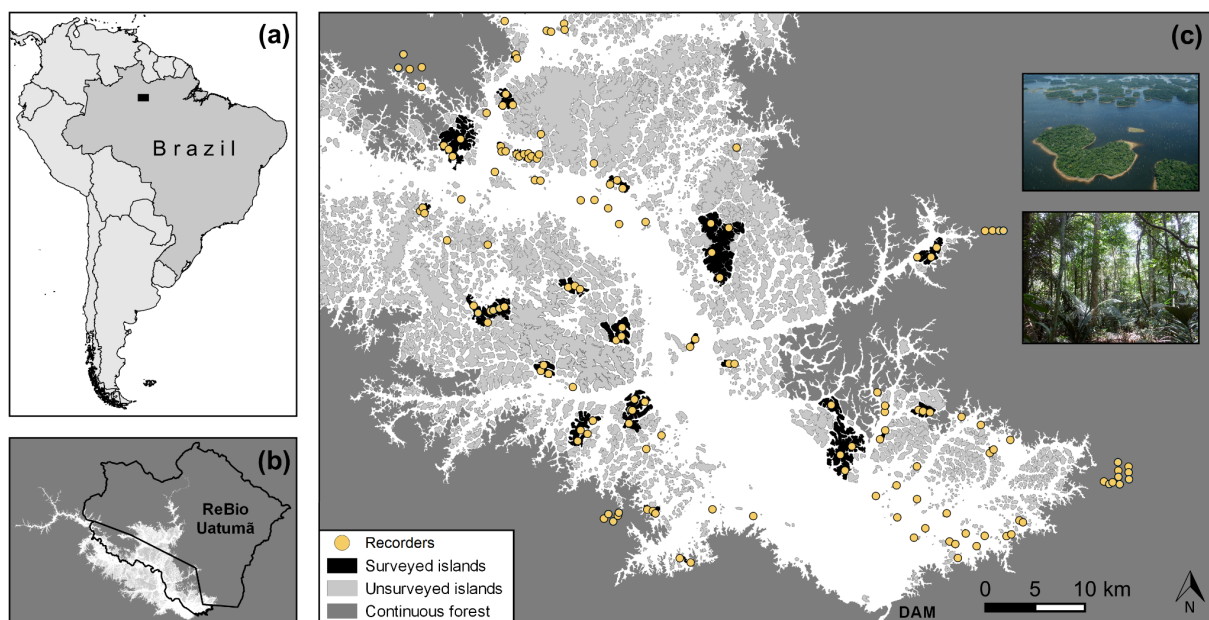 (a)
Brazil
(b)
ReBio
Uatumã
(c)
Recorders
Surveyed islands
Unsurveyed islands
Continuous forest
DAM
0 5 10 km
N